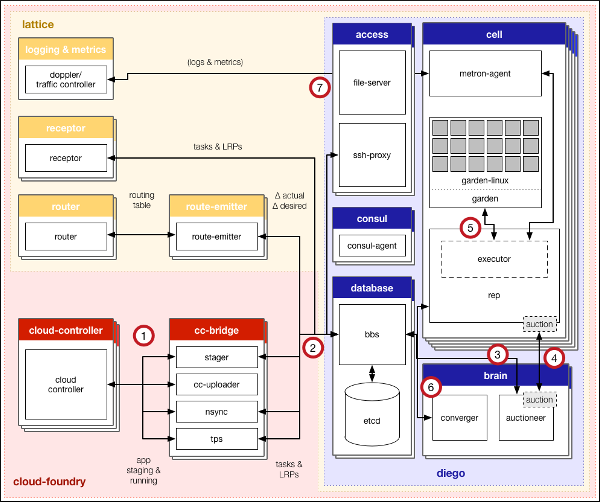 lattice
logging & metrics
doppler/
traffic controller
(logs & metrics)
7
receptor
receptor
tasks & LRPs
router
router
routing
table
route-emitter
route-emitter
Δ actual
Δ desired
access
file-server
ssh-proxy
consul
consul-agent
database
bbs
etcd
cell
metron-agent
garden-linux
garden
5
executor
rep
auction
3
4
brain
6
converger
auction
auctioneer
diego
cloud-controller
cloud
controller
1
cc-bridge
stager
cc-uploader
nsync
tps
2
app
staging &
running
tasks &
LRPs
cloud-foundry